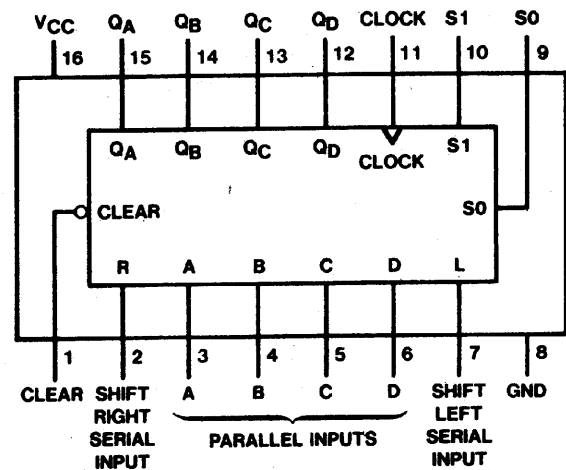 VCC QA QB QC QD CLOCK S1 S0
16 15 14 13 12 11 10 9
QA QB QC QD CLOCK S1
CLEAR S0
R A B C D L
1 2 3 4 5 6 7 8
CLEAR SHIFT RIGHT SERIAL INPUT A B C D SHIFT LEFT SERIAL INPUT GND
PARALLEL INPUTS